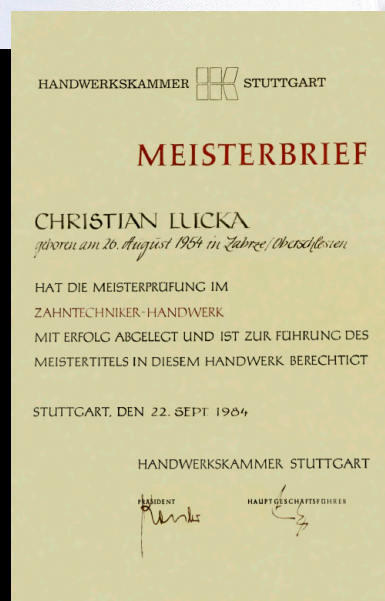 HANDWERKSKAMMER STUTTGART
MEISTERBRIEF
CHRISTIAN LUCKA
geboren am 26. August 1954 in Zabrze/Oberschlesien
HAT DIE MEISTERPRÜFUNG IM
ZAHNTECHNIKER-HANDWERK
MIT ERFOLG ABGELEGT UND IST ZUR FÜHRUNG DES
MEISTERTITELS IN DIESEM HANDWERK BERECHTIGT
STUTTGART, DEN 22. SEPT 1984
HANDWERKSKAMMER STUTTGART
PRÄSIDENT HAUPTGESCHÄFTSFÜHRER